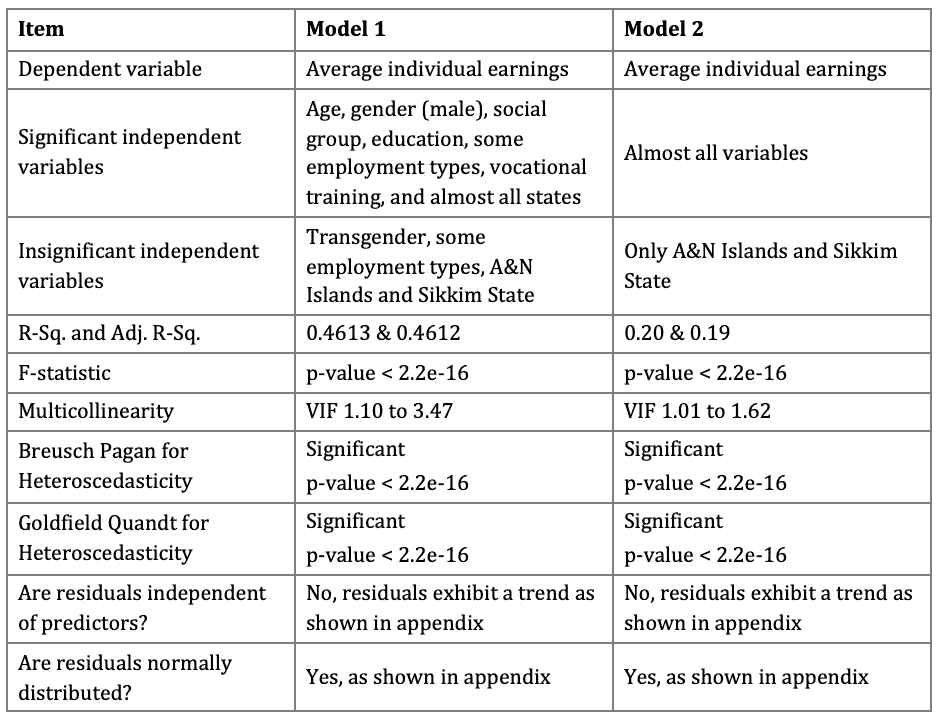 Item Model 1 Model 2
Dependent variable Average individual earnings Average individual earnings
Significant independent
variables
Age, gender (male), social
group, education, some
employment types, vocational
training, and almost all states
Almost all variables
Insignificant independent
variables
Transgender, some
employment types, A&N
Islands and Sikkim State
Only A&N Islands and Sikkim
State
R-Sq. and Adj. R-Sq. 0.4613 & 0.4612 0.20 & 0.19
F-statistic p-value < 2.2e-16 p-value < 2.2e-16
Multicollinearity VIF 1.10 to 3.47 VIF 1.01 to 1.62
Breusch Pagan for
Heteroscedasticity
Significant
p-value < 2.2e-16
Significant
p-value < 2.2e-16
Goldfield Quandt for
Heteroscedasticity
Significant
p-value < 2.2e-16
Significant
p-value < 2.2e-16
Are residuals independent
of predictors?
No, residuals exhibit a trend as
shown in appendix
No, residuals exhibit a trend as
shown in appendix
Are residuals normally
distributed?
Yes, as shown in appendix
Yes, as shown in appendix